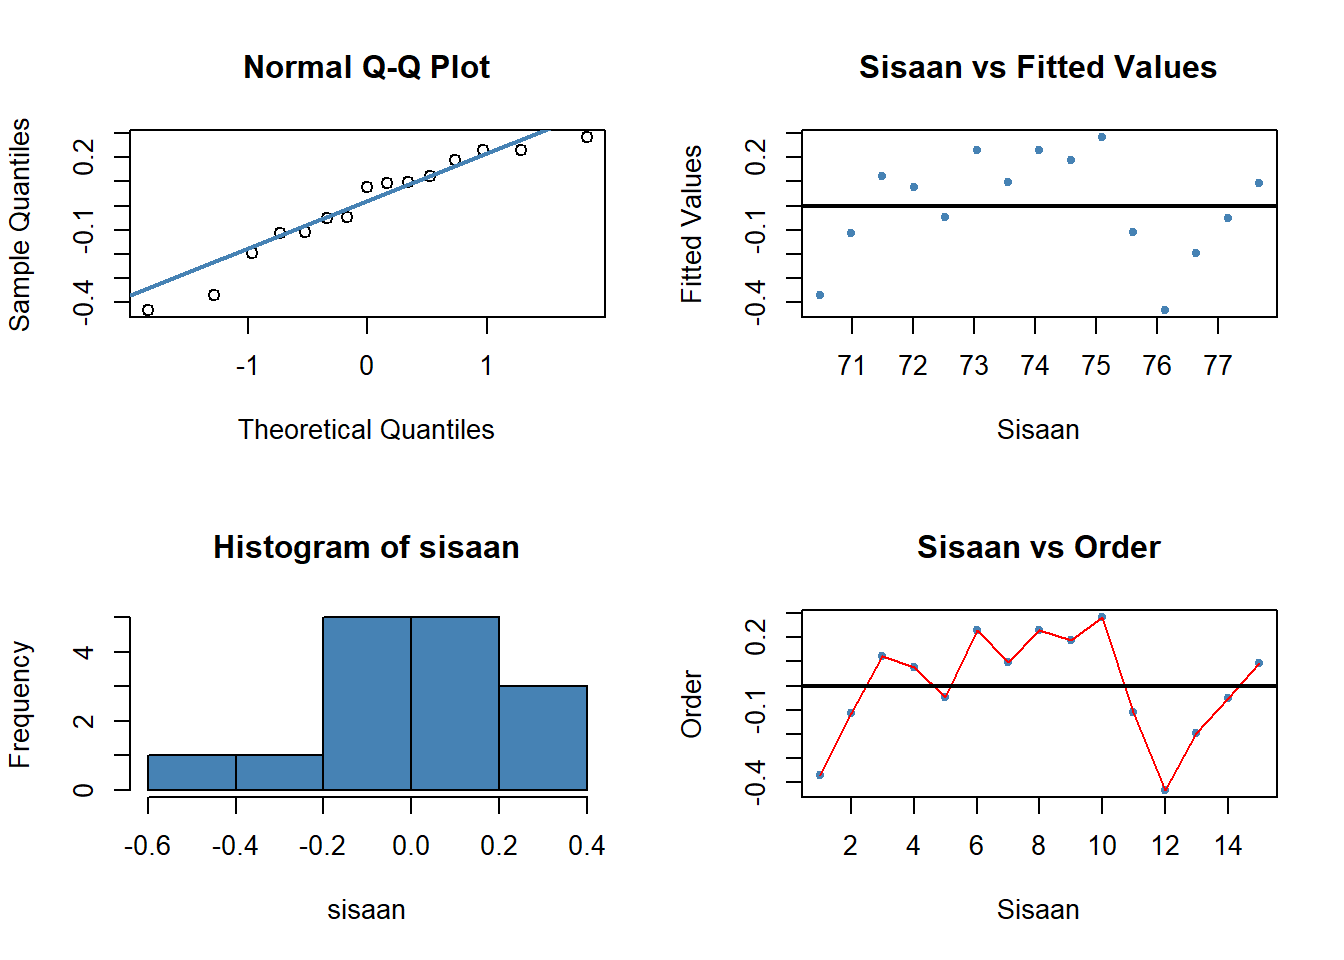 Normal Q-Q Plot
Sample Quantiles
0.2
-0.1
-0.4
-1 0 1
Theoretical Quantiles
Sisaan vs Fitted Values
Fitted Values
0.2
-0.1
-0.4
71 72 73 74 75 76 77
Sisaan
Histogram of sisaan
Frequency
4
2
0
-0.6 -0.4 -0.2 0.0 0.2 0.4
sisaan
Sisaan vs Order
Order
0.2
-0.1
-0.4
2 4 6 8 10 12 14
Sisaan